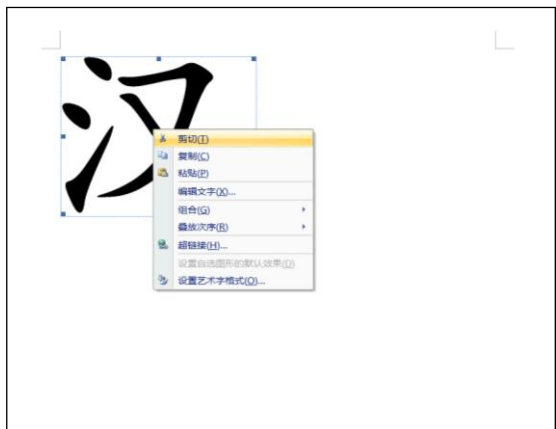 汉
剪切(T)
复制(C)
粘贴(P)
编辑文字(X)...
组合(G)
叠放次序(R)
超链接(H)...
设置自选图形的默认效果(D)
设置艺术字格式(O)...